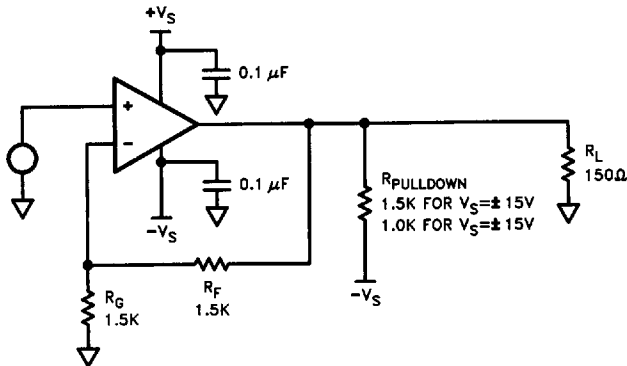 +VS
0.1 µF
+
-
0.1 µF
-VS
RPULLDOWN
1.5K FOR VS=±15V
1.0K FOR VS=±15V
RL
150Ω
-VS
RF
1.5K
RG
1.5K